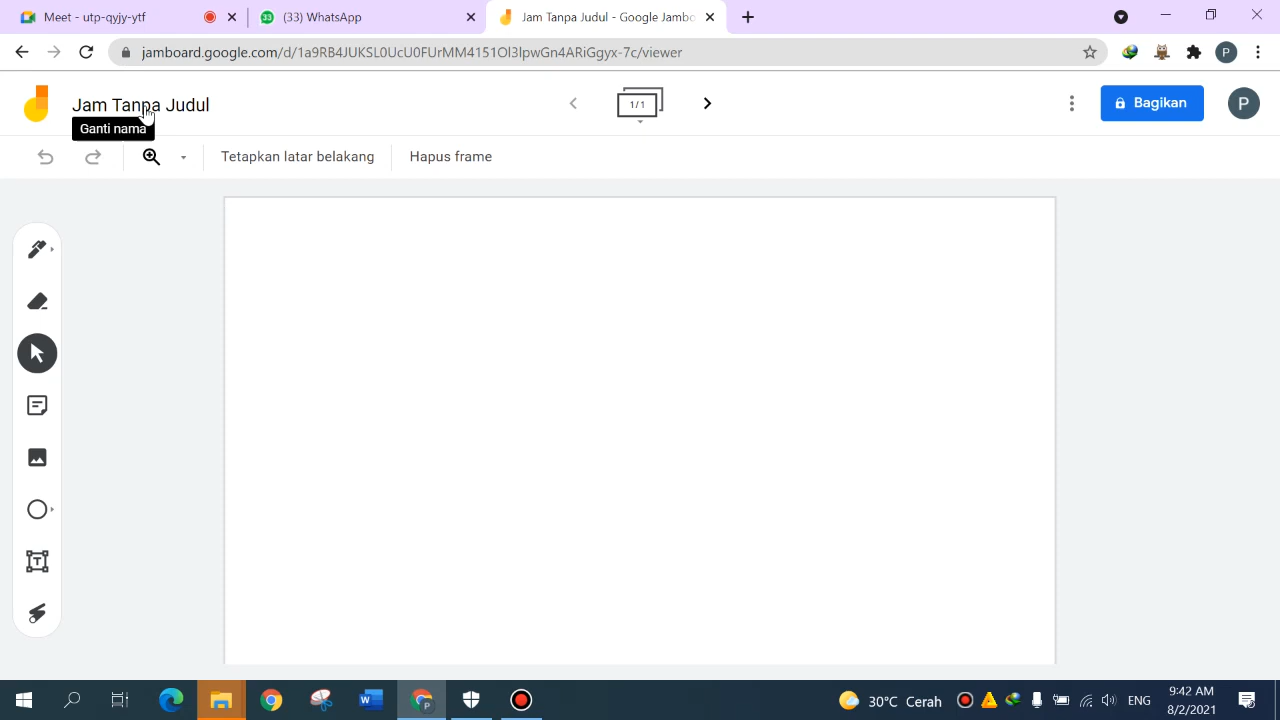 Meet - utp-qyjy-ytf
33 (33) WhatsApp
Jam Tanpa Judul - Google Jambo
jamboard.google.com/d/1a9RB4JUKSL0UcU0FUrMM4151OI3IpwGn4ARiGgyx-7c/viewer
P
Jam Tanpa Judul
1/1
Bagikan
P
Ganti nama
Tetapkan latar belakang
Hapus frame
T
30°C Cerah
ENG
9:42 AM
8/2/2021